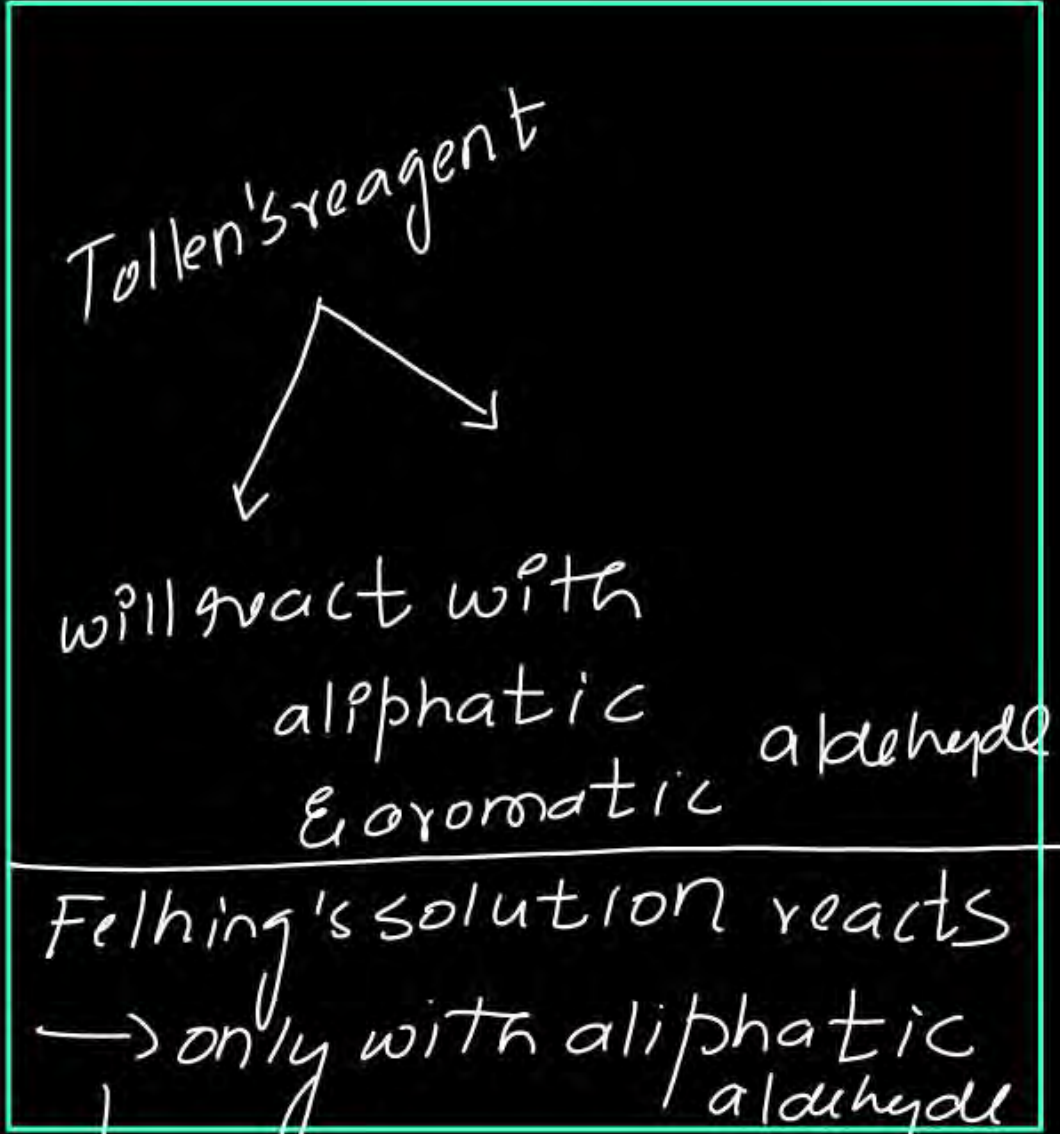 Tollen's reagent
will react with
aliphatic
& aromatic aldehyde
Felhing's solution reacts
→ only with aliphatic
aldehyde